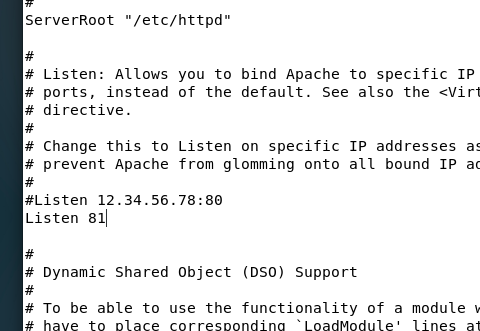 #
ServerRoot "/etc/httpd"
#
# Listen: Allows you to bind Apache to specific IP
# ports, instead of the default. See also the <Virt
# directive.
#
# Change this to Listen on specific IP addresses as
# prevent Apache from glomming onto all bound IP ad
#
#Listen 12.34.56.78:80
Listen 81
#
# Dynamic Shared Object (DSO) Support
#
# To be able to use the functionality of a module w
# have to place corresponding `LoadModule' lines at